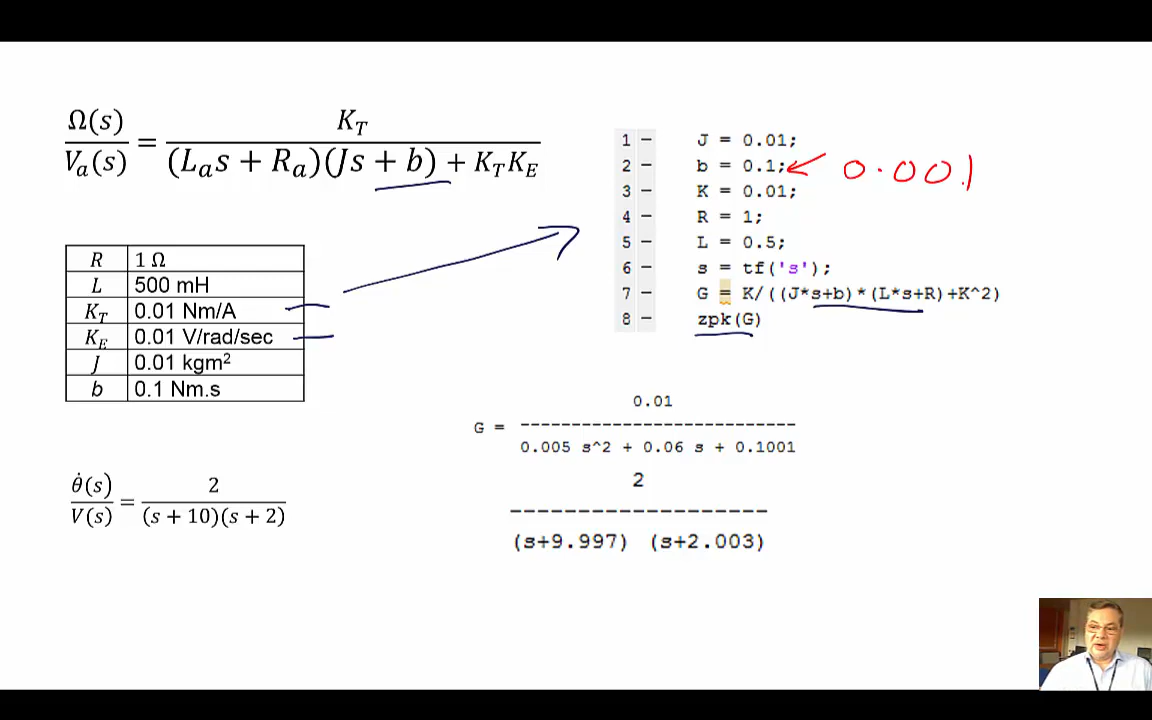 Ω(s)/Vₐ(s) = K_T/((Lₐs + Rₐ)(Js + b) + K_T K_E)
R 1 Ω
L 500 mH
K_T 0.01 Nm/A
K_E 0.01 V/rad/sec
J 0.01 kgm²
b 0.1 Nm.s
θ̇(s)/V(s) = 2/((s + 10)(s + 2))
1 – J = 0.01;
2 – b = 0.1; 0.001
3 – K = 0.01;
4 – R = 1;
5 – L = 0.5;
6 – s = tf('s');
7 – G = K/((J*s+b)*(L*s+R)+K^2)
8 – zpk(G)
0.01
G = --------------------------
0.005 s^2 + 0.06 s + 0.1001
2
-------------------
(s+9.997) (s+2.003)